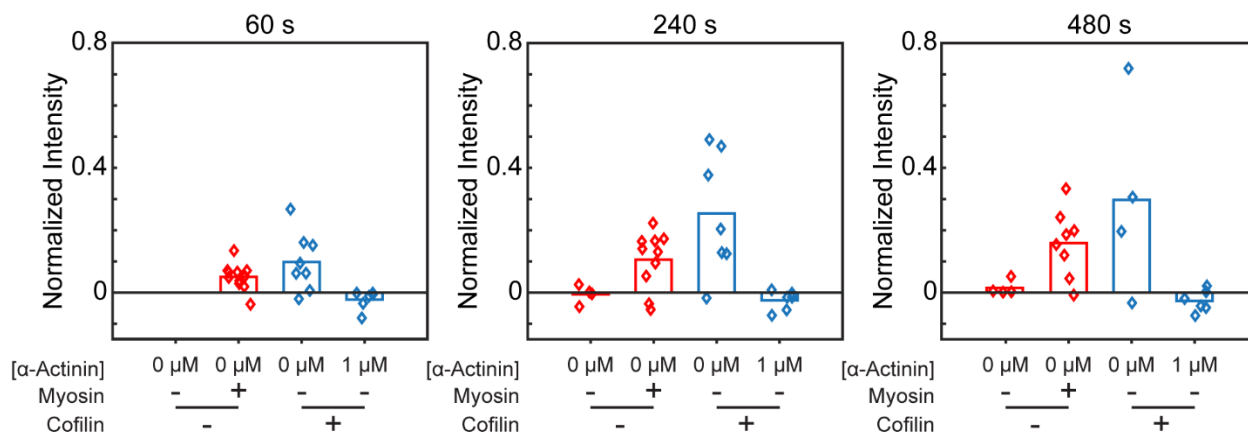 60 s 240 s 480 s
Normalized Intensity Normalized Intensity Normalized Intensity
0.8 0.8 0.8
0.4 0.4 0.4
0 0 0
[α-Actinin] 0 µM 0 µM 0 µM 1 µM [α-Actinin] 0 µM 0 µM 0 µM 1 µM [α-Actinin] 0 µM 0 µM 0 µM 1 µM
Myosin - + - - Myosin - + - - Myosin - + - -
Cofilin - + Cofilin - + Cofilin - +